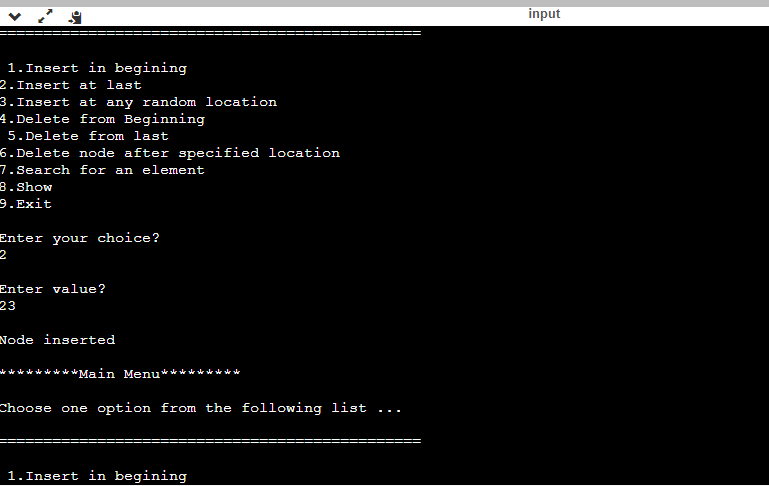 input
===============================================
1.Insert in begining
2.Insert at last
3.Insert at any random location
4.Delete from Beginning
5.Delete from last
6.Delete node after specified location
7.Search for an element
8.Show
9.Exit
Enter your choice?
2
Enter value?
23
Node inserted
*********Main Menu*********
Choose one option from the following list ...
===============================================
1.Insert in begining